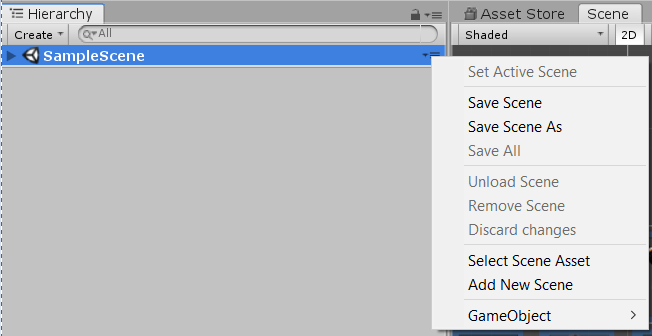 Hierarchy
Asset Store
Scene
Create
All
Shaded
2D
SampleScene
Set Active Scene
Save Scene
Save Scene As
Save All
Unload Scene
Remove Scene
Discard changes
Select Scene Asset
Add New Scene
GameObject